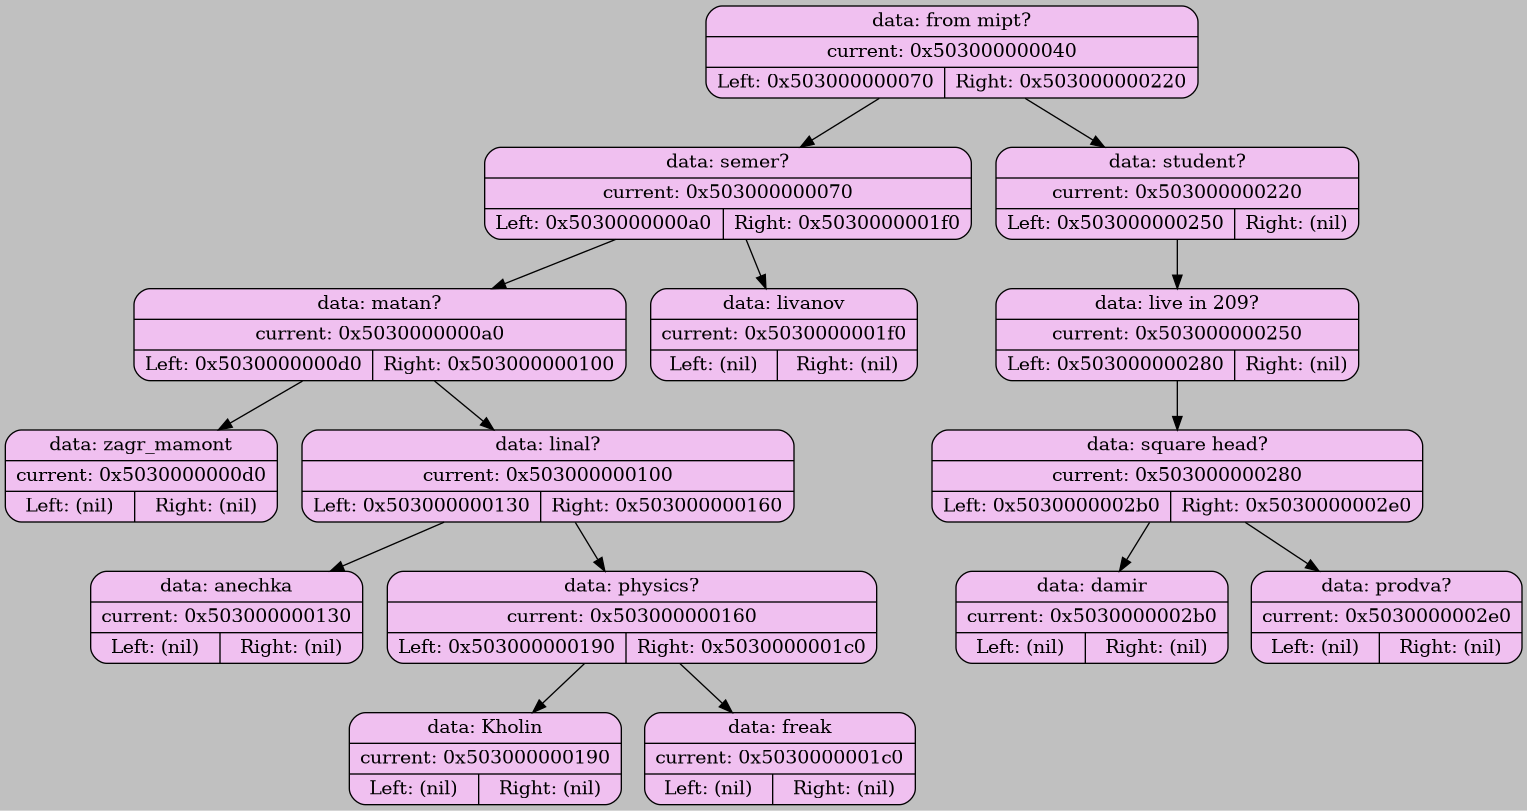 data: from mipt?
current: 0x503000000040
Left: 0x503000000070 Right: 0x503000000220
data: semer?
current: 0x503000000070
Left: 0x5030000000a0 Right: 0x5030000001f0
data: student?
current: 0x503000000220
Left: 0x503000000250 Right: (nil)
data: matan?
current: 0x5030000000a0
Left: 0x5030000000d0 Right: 0x503000000100
data: livanov
current: 0x5030000001f0
Left: (nil) Right: (nil)
data: live in 209?
current: 0x503000000250
Left: 0x503000000280 Right: (nil)
data: zagr_mamont
current: 0x5030000000d0
Left: (nil) Right: (nil)
data: linal?
current: 0x503000000100
Left: 0x503000000130 Right: 0x503000000160
data: square head?
current: 0x503000000280
Left: 0x5030000002b0 Right: 0x5030000002e0
data: anechka
current: 0x503000000130
Left: (nil) Right: (nil)
data: physics?
current: 0x503000000160
Left: 0x503000000190 Right: 0x5030000001c0
data: damir
current: 0x5030000002b0
Left: (nil) Right: (nil)
data: prodva?
current: 0x5030000002e0
Left: (nil) Right: (nil)
data: Kholin
current: 0x503000000190
Left: (nil) Right: (nil)
data: freak
current: 0x5030000001c0
Left: (nil) Right: (nil)